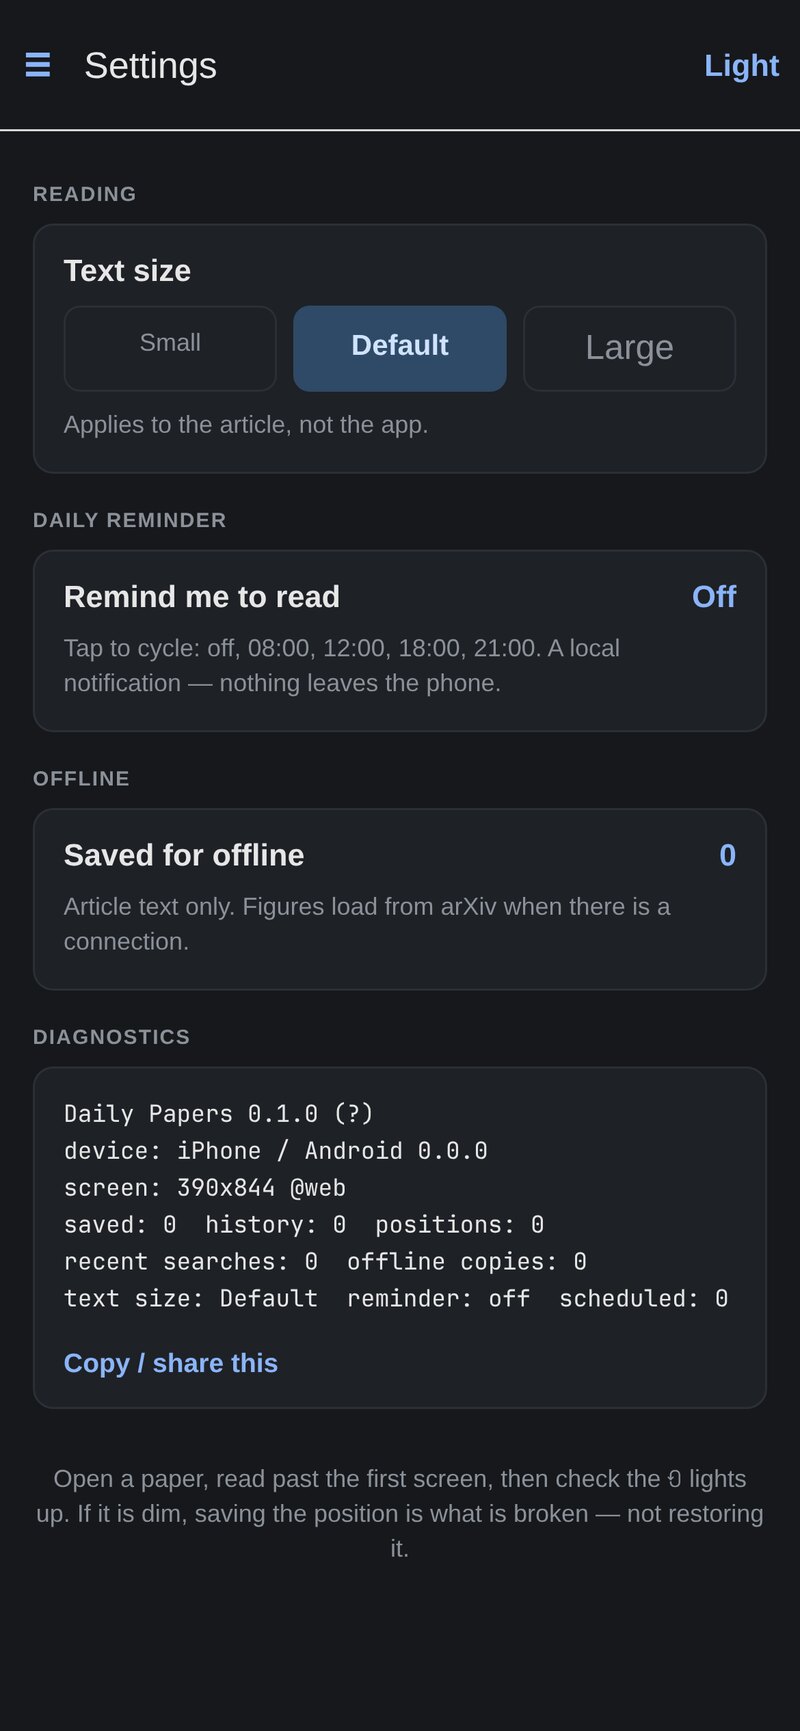 Settings
Light
READING
Text size
Small
Default
Large
Applies to the article, not the app.
DAILY REMINDER
Remind me to read
Off
Tap to cycle: off, 08:00, 12:00, 18:00, 21:00. A local
notification — nothing leaves the phone.
OFFLINE
Saved for offline
0
Article text only. Figures load from arXiv when there is a
connection.
DIAGNOSTICS
Daily Papers 0.1.0 (?)
device: iPhone / Android 0.0.0
screen: 390x844 @web
saved: 0  history: 0  positions: 0
recent searches: 0  offline copies: 0
text size: Default  reminder: off  scheduled: 0
Copy / share this
Open a paper, read past the first screen, then check the lights
up. If it is dim, saving the position is what is broken — not restoring
it.